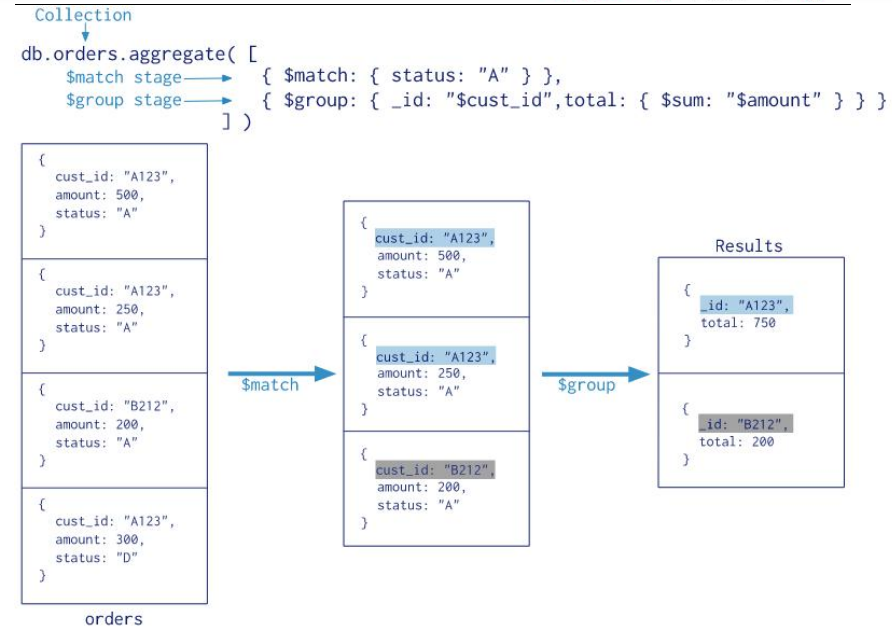 Collection
db.orders.aggregate( [
$match stage { $match: { status: "A" } },
$group stage { $group: { _id: "$cust_id",total: { $sum: "$amount" } } }
] )
{
cust_id: "A123",
amount: 500,
status: "A"
}
{
cust_id: "A123",
amount: 250,
status: "A"
}
{
cust_id: "B212",
amount: 200,
status: "A"
}
{
cust_id: "A123",
amount: 300,
status: "D"
}
orders
$match
{
cust_id: "A123",
amount: 500,
status: "A"
}
{
cust_id: "A123",
amount: 250,
status: "A"
}
{
cust_id: "B212",
amount: 200,
status: "A"
}
$group
Results
{
_id: "A123",
total: 750
}
{
_id: "B212",
total: 200
}